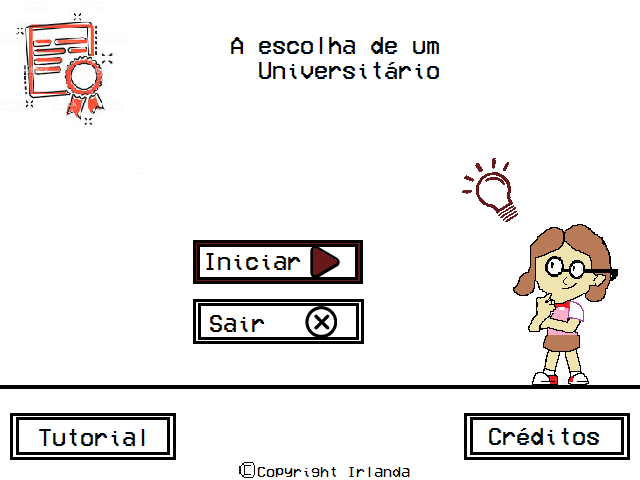 A escolha de um
Universitário
Iniciar
Sair
Tutorial
Créditos
©Copyright Irlanda